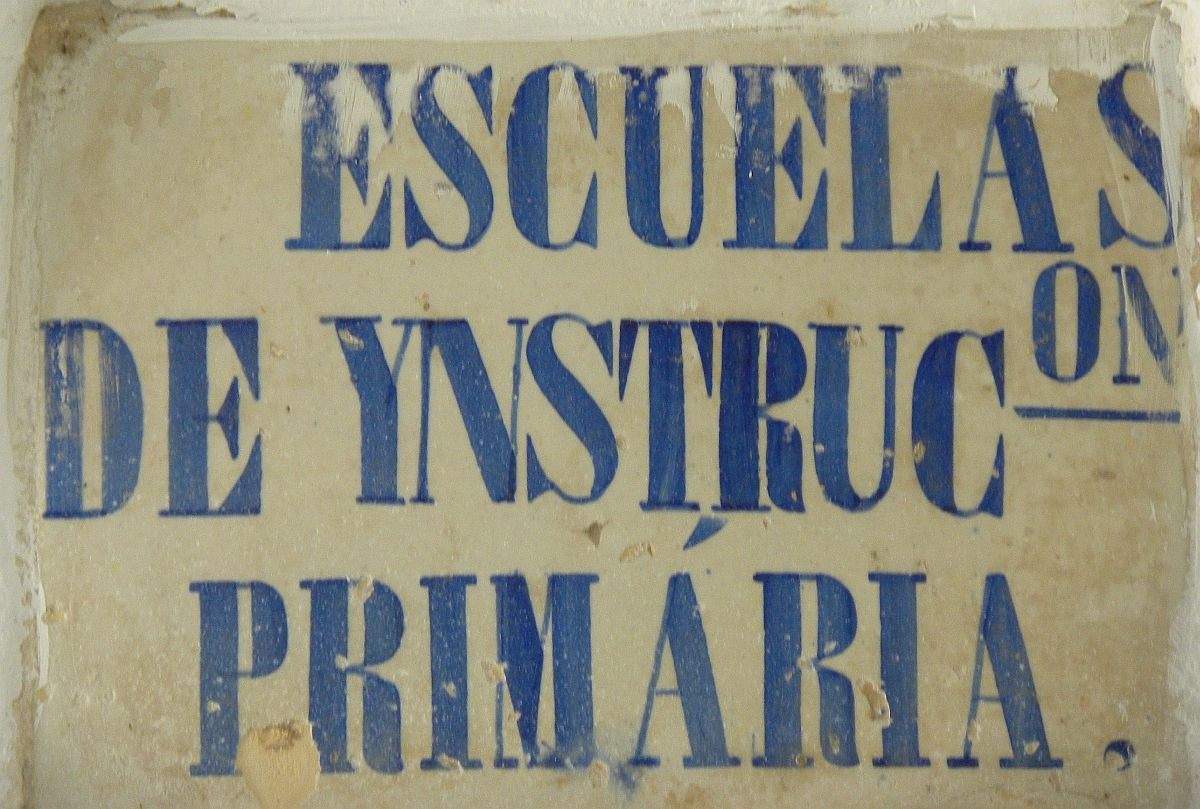 ESCUELAS
DE YNSTRUCᴼᴺ
PRIMÁRIA.